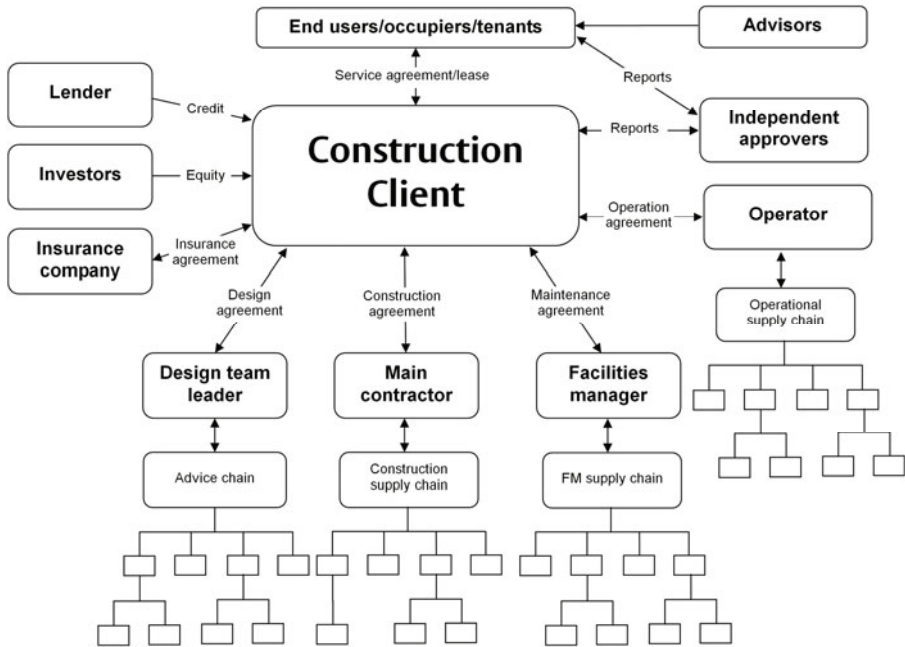 End users/occupiers/tenants
Advisors
Service agreement/lease
Reports
Lender
Credit
Independent
approvers
Reports
Construction
Client
Investors
Equity
Operation
agreement
Operator
Insurance
company
Insurance
agreement
Design
agreement
Construction
agreement
Maintenance
agreement
Operational
supply chain
Design team
leader
Main
contractor
Facilities
manager
Advice chain
Construction
supply chain
FM supply chain